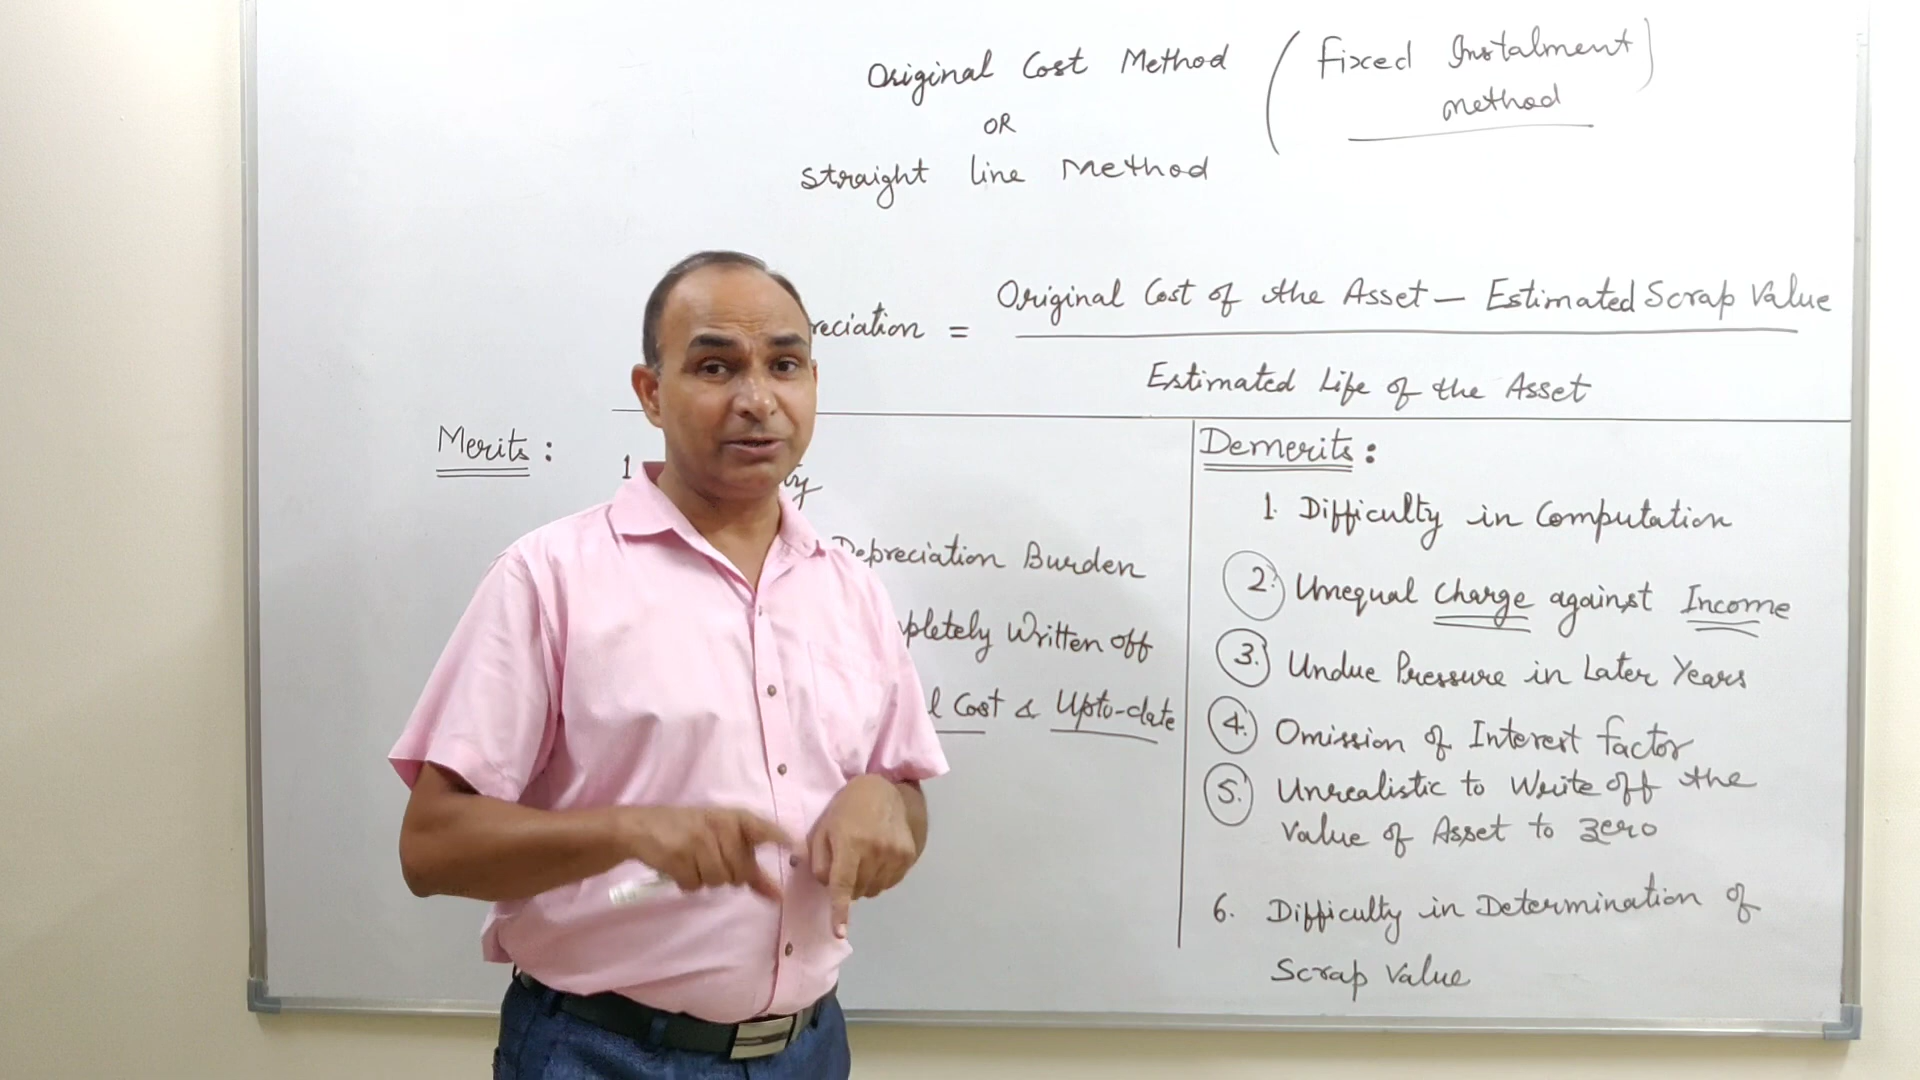 Original Cost Method (Fixed Instalment method)
OR
Straight line Method
reciation = Original Cost of the Asset – Estimated Scrap Value
Estimated Life of the Asset
Merits :
1
ty
Depreciation Burden
pletely Written off
l Cost & Upto-date
Demerits :
1. Difficulty in Computation
2. Unequal Charge against Income
3. Undue Pressure in Later Years
4. Omission of Interest factor
5. Unrealistic to Write off the
Value of Asset to Zero
6. Difficulty in Determination of
Scrap Value